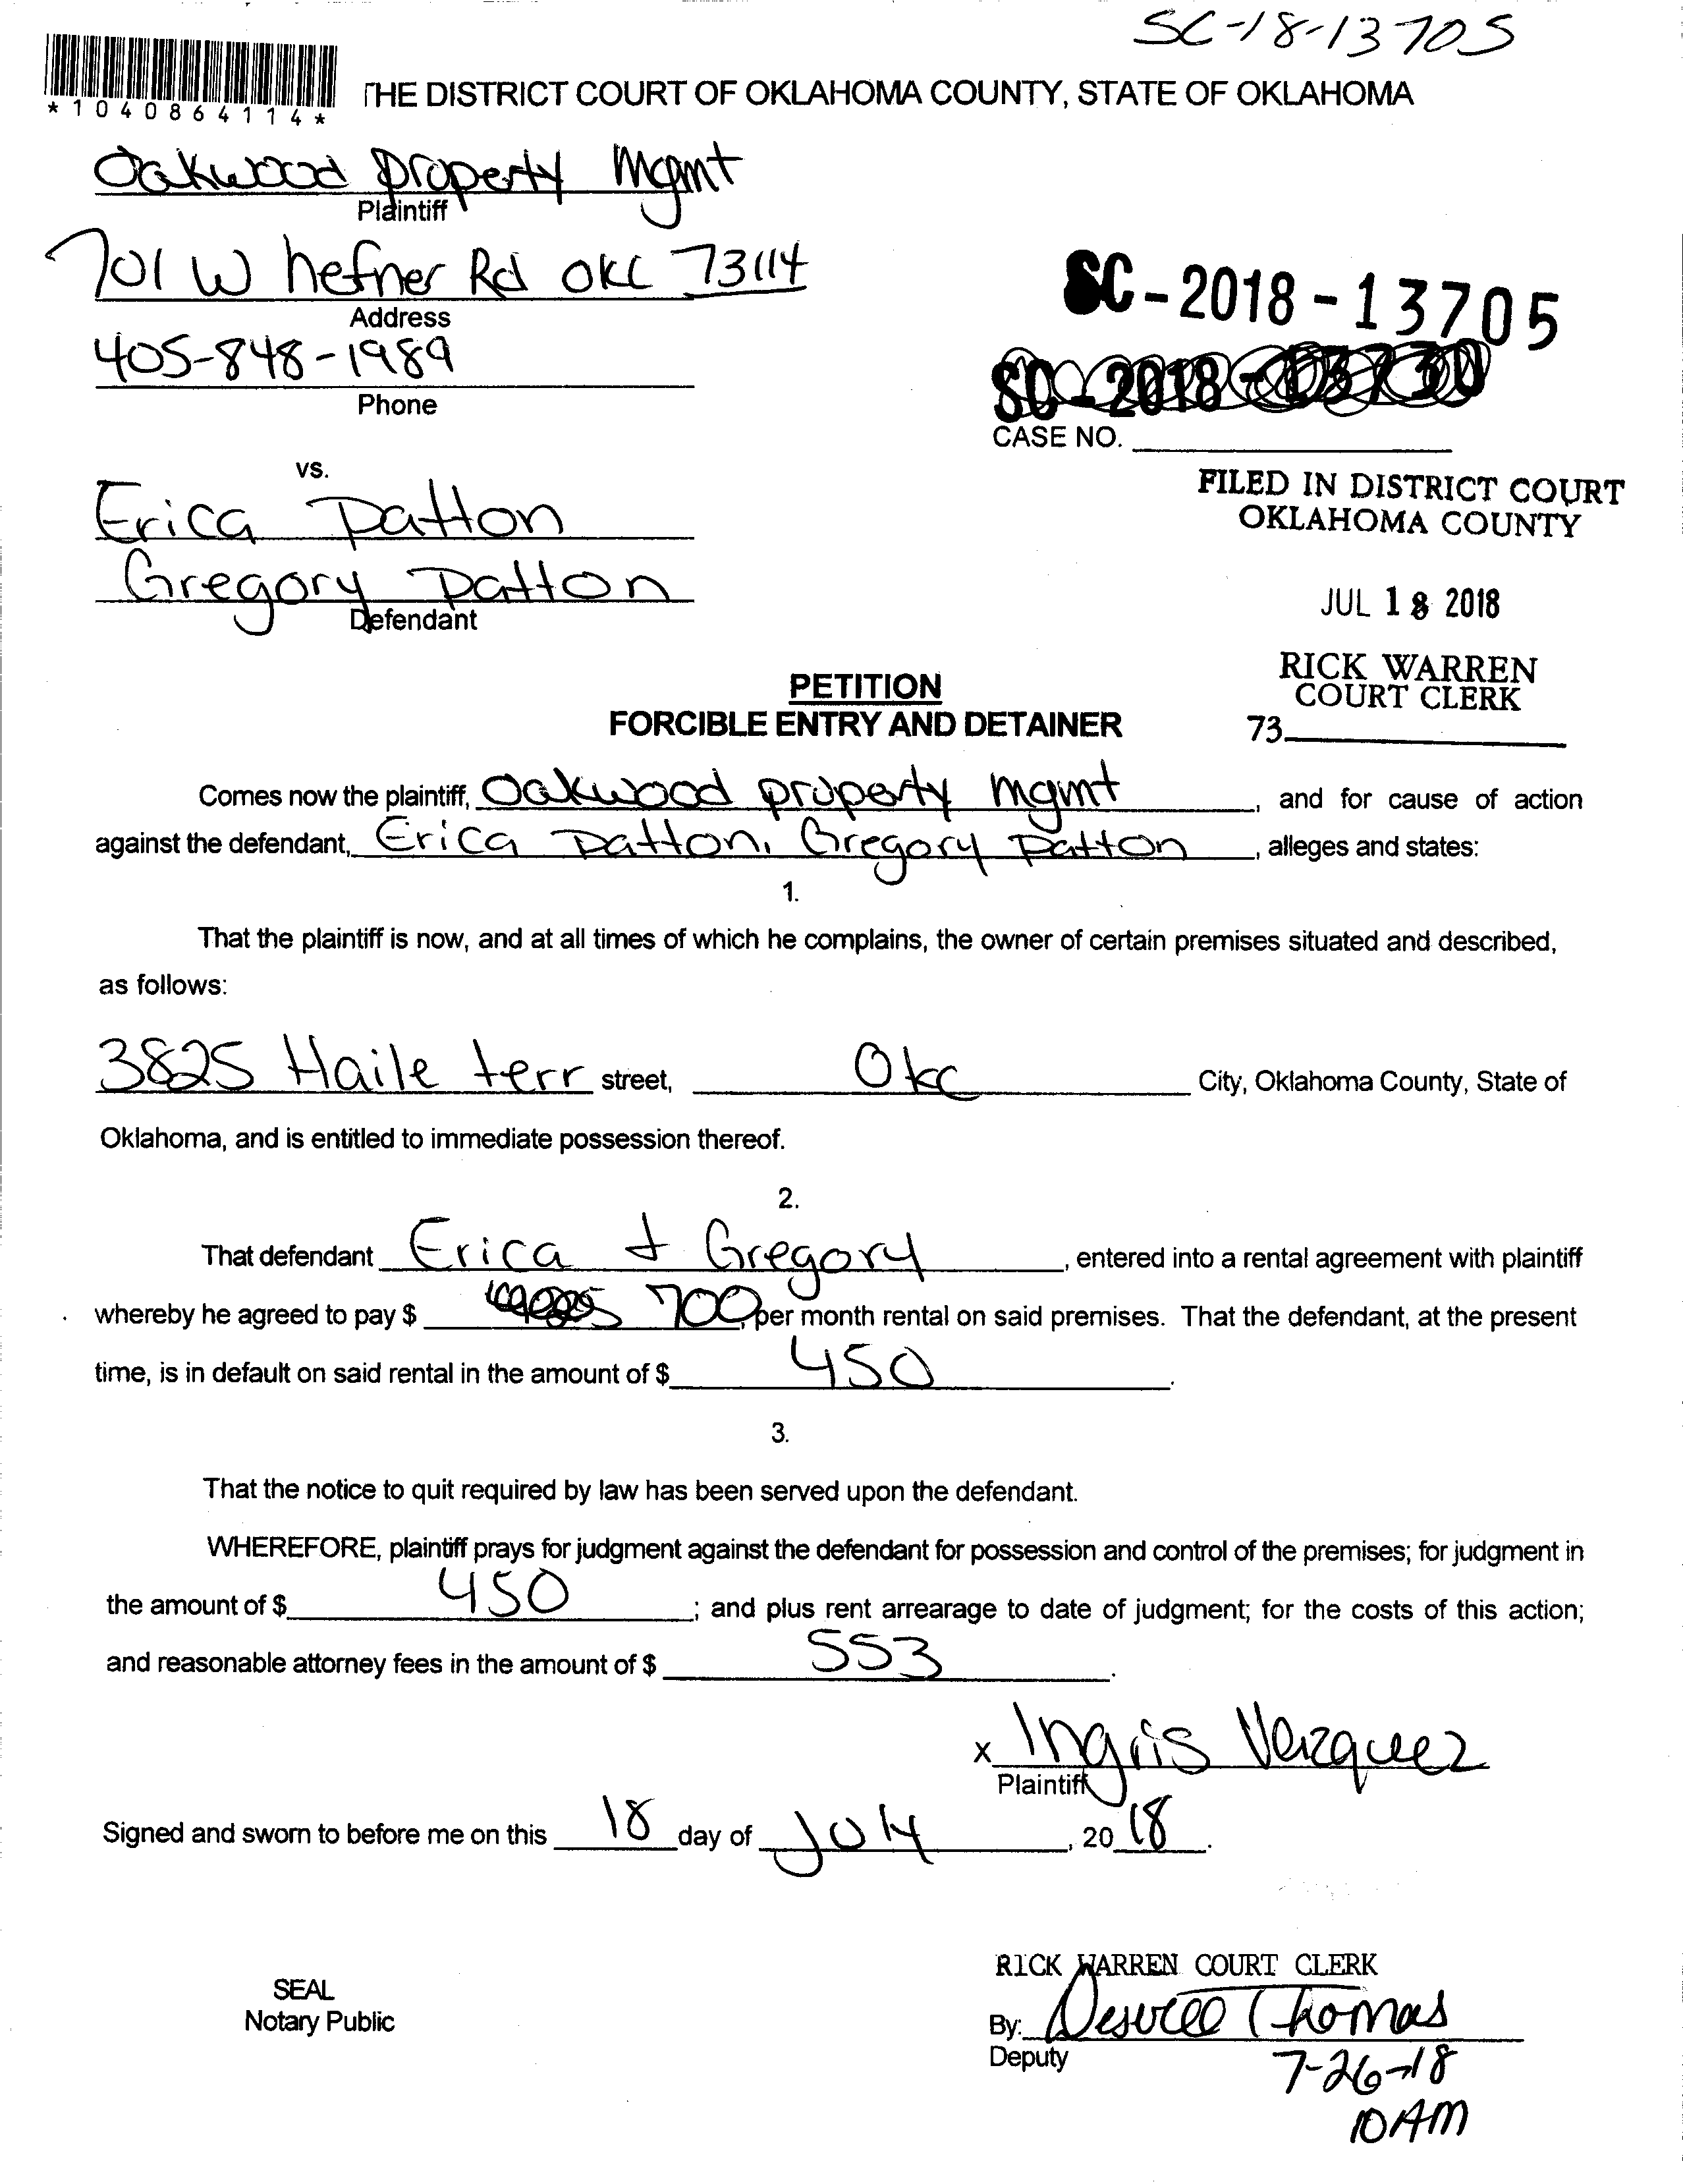 SC-18-13705
*1040864114*
THE DISTRICT COURT OF OKLAHOMA COUNTY, STATE OF OKLAHOMA
Oakwood property Mgmt
Plaintiff
701 W hefner Rd OKC 73114
Address
405-848-1989
Phone
SC-2018-13705
SC-2018-13730
CASE NO.
vs.
Erica Patton
Gregory Patton
Defendant
FILED IN DISTRICT COURT
OKLAHOMA COUNTY
JUL 18 2018
RICK WARREN
COURT CLERK
73
PETITION
FORCIBLE ENTRY AND DETAINER
Comes now the plaintiff, Oakwood property mgmt, and for cause of action
against the defendant, Erica Patton, Gregory Patton, alleges and states:
1.
That the plaintiff is now, and at all times of which he complains, the owner of certain premises situated and described,
as follows:
3825 Haile terr street, Okc City, Oklahoma County, State of
Oklahoma, and is entitled to immediate possession thereof.
2.
That defendant Erica & Gregory, entered into a rental agreement with plaintiff
whereby he agreed to pay $ 700, per month rental on said premises. That the defendant, at the present
time, is in default on said rental in the amount of $ 450.
3.
That the notice to quit required by law has been served upon the defendant.
WHEREFORE, plaintiff prays for judgment against the defendant for possession and control of the premises; for judgment in
the amount of $ 450; and plus rent arrearage to date of judgment; for the costs of this action;
and reasonable attorney fees in the amount of $ 553.
x Ingris Vazquez
Plaintiff
Signed and sworn to before me on this 18 day of July, 2018.
SEAL
Notary Public
RICK WARREN COURT CLERK
By: Thomas
Deputy
7-26-18
10AM